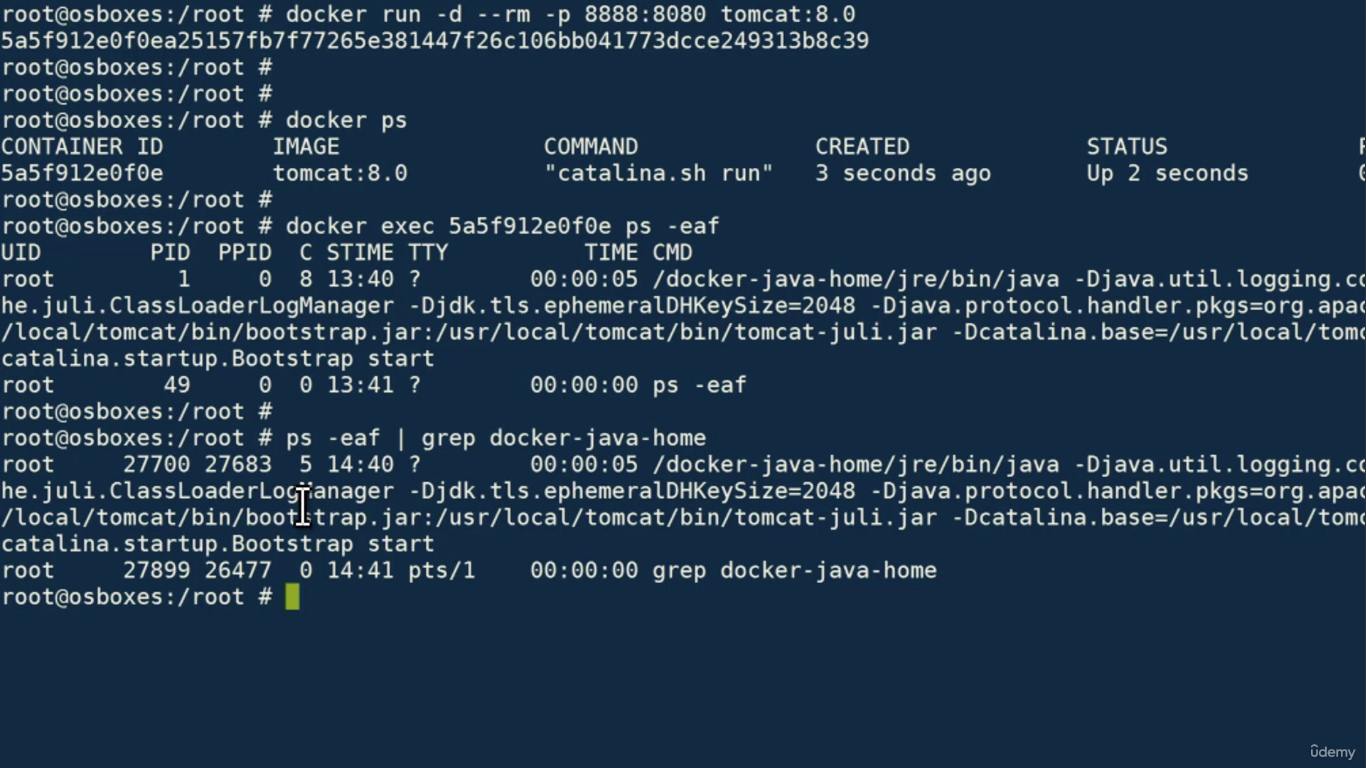 root@osboxes:/root # docker run -d --rm -p 8888:8080 tomcat:8.0
5a5f912e0f0ea25157fb7f77265e381447f26c106bb041773dcce249313b8c39
root@osboxes:/root #
root@osboxes:/root #
root@osboxes:/root # docker ps
CONTAINER ID IMAGE COMMAND CREATED STATUS
5a5f912e0f0e tomcat:8.0 "catalina.sh run" 3 seconds ago Up 2 seconds
root@osboxes:/root #
root@osboxes:/root # docker exec 5a5f912e0f0e ps -eaf
UID PID PPID C STIME TTY TIME CMD
root 1 0 8 13:40 ? 00:00:05 /docker-java-home/jre/bin/java -Djava.util.logging.co
he.juli.ClassLoaderLogManager -Djdk.tls.ephemeralDHKeySize=2048 -Djava.protocol.handler.pkgs=org.apac
/local/tomcat/bin/bootstrap.jar:/usr/local/tomcat/bin/tomcat-juli.jar -Dcatalina.base=/usr/local/tomc
catalina.startup.Bootstrap start
root 49 0 0 13:41 ? 00:00:00 ps -eaf
root@osboxes:/root #
root@osboxes:/root # ps -eaf | grep docker-java-home
root 27700 27683 5 14:40 ? 00:00:05 /docker-java-home/jre/bin/java -Djava.util.logging.co
he.juli.ClassLoaderLogManager -Djdk.tls.ephemeralDHKeySize=2048 -Djava.protocol.handler.pkgs=org.apac
/local/tomcat/bin/bootstrap.jar:/usr/local/tomcat/bin/tomcat-juli.jar -Dcatalina.base=/usr/local/tomc
catalina.startup.Bootstrap start
root 27899 26477 0 14:41 pts/1 00:00:00 grep docker-java-home
root@osboxes:/root #
ûdemy